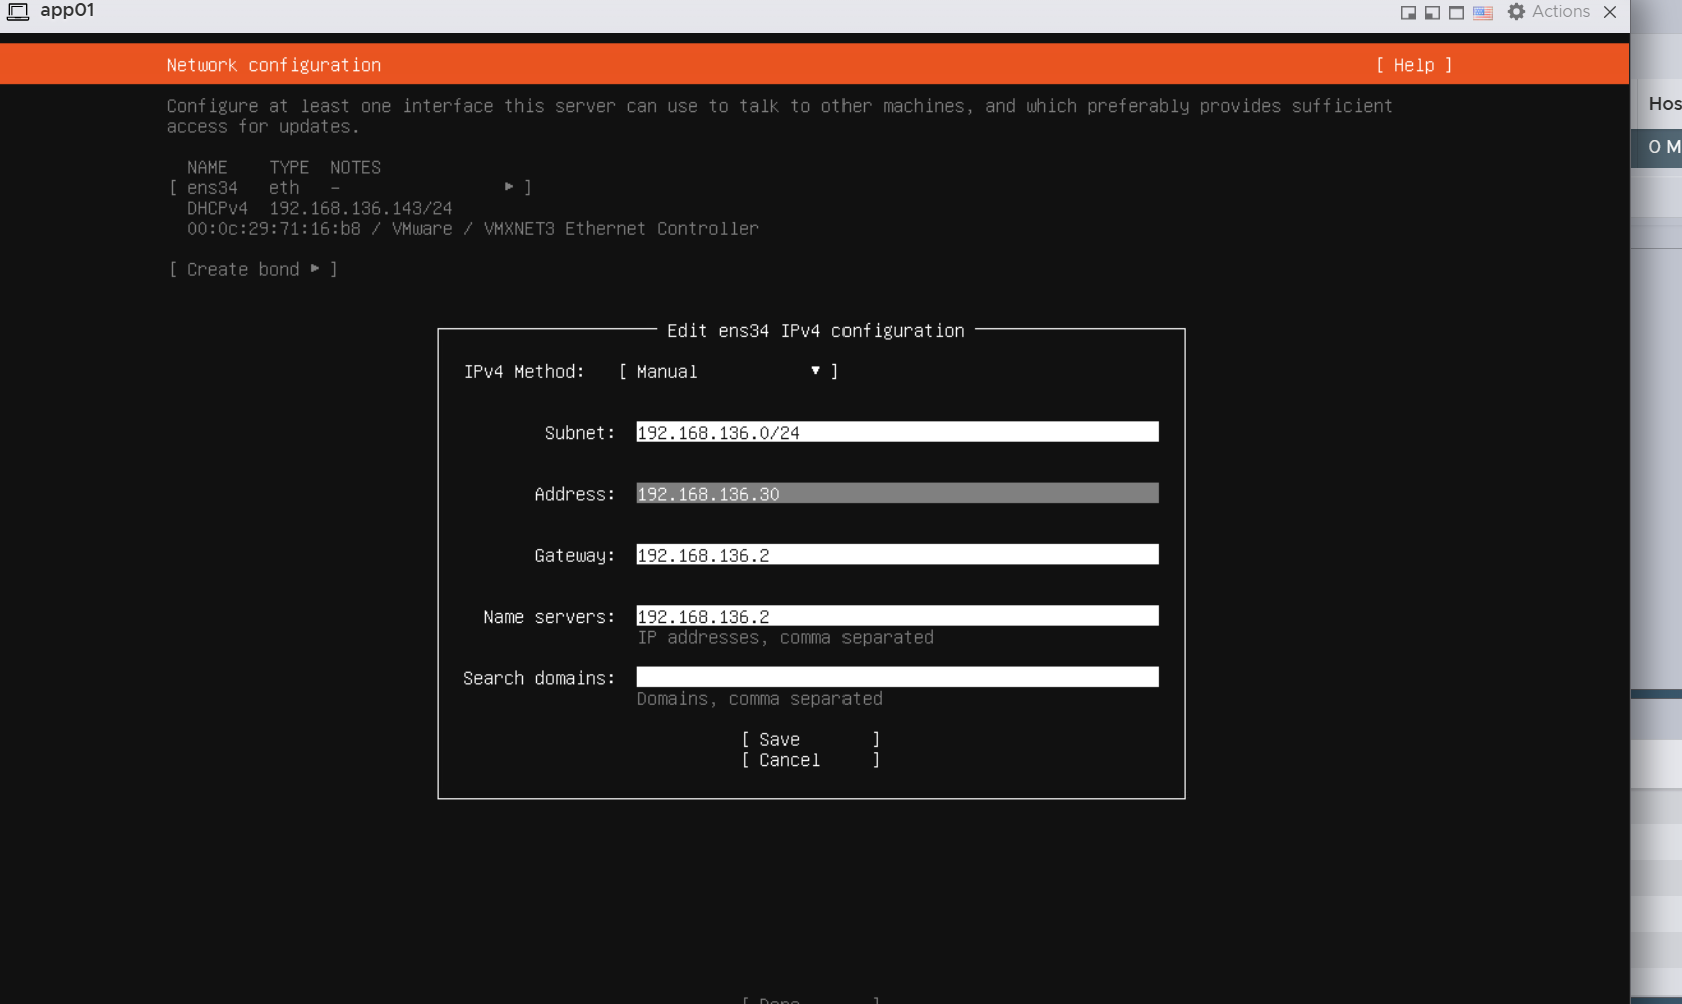 app01
Actions
Network configuration
[ Help ]
Hos
Configure at least one interface this server can use to talk to other machines, and which preferably provides sufficient
access for updates.
0 M
NAME TYPE NOTES
[ ens34 eth - ▸ ]
DHCPv4 192.168.136.143/24
00:0c:29:71:16:b8 / VMware / VMXNET3 Ethernet Controller
[ Create bond ▸ ]
Edit ens34 IPv4 configuration
IPv4 Method: [ Manual ▾ ]
Subnet: 192.168.136.0/24
Address: 192.168.136.30
Gateway: 192.168.136.2
Name servers: 192.168.136.2
IP addresses, comma separated
Search domains:
Domains, comma separated
[ Save ]
[ Cancel ]
[ Done ]